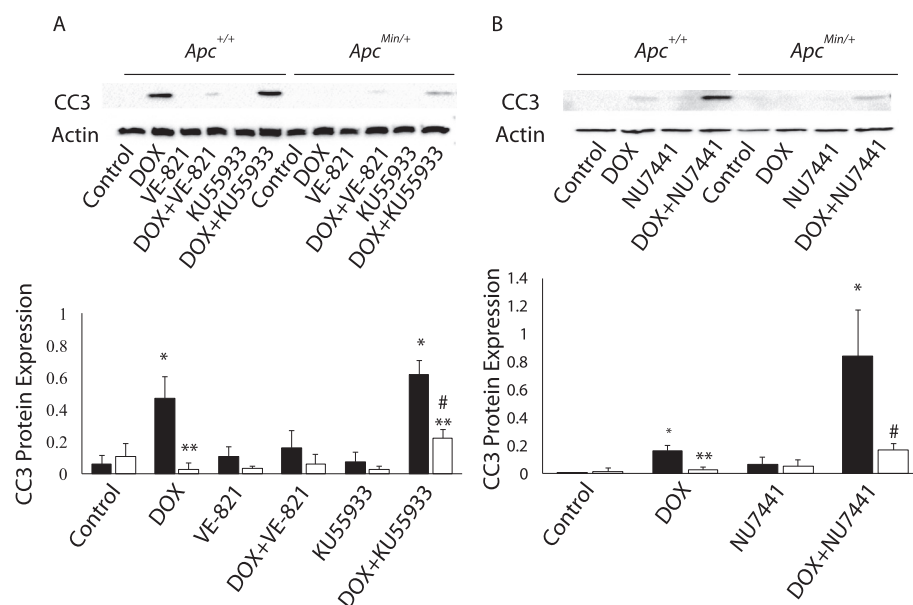 A
Apc+/+
ApcMin/+
CC3
Actin
Control
DOX
VE-821
DOX+VE-821
KU55933
DOX+KU55933
Control
DOX
VE-821
DOX+VE-821
KU55933
DOX+KU55933
CC3 Protein Expression
1
0.8
0.6
0.4
0.2
0
*
**
*
#
**
Control
DOX
VE-821
DOX+VE-821
KU55933
DOX+KU55933
B
Apc+/+
ApcMin/+
CC3
Actin
Control
DOX
NU7441
DOX+NU7441
Control
DOX
NU7441
DOX+NU7441
CC3 Protein Expression
1.4
1.2
1
0.8
0.6
0.4
0.2
0
*
**
*
#
Control
DOX
NU7441
DOX+NU7441